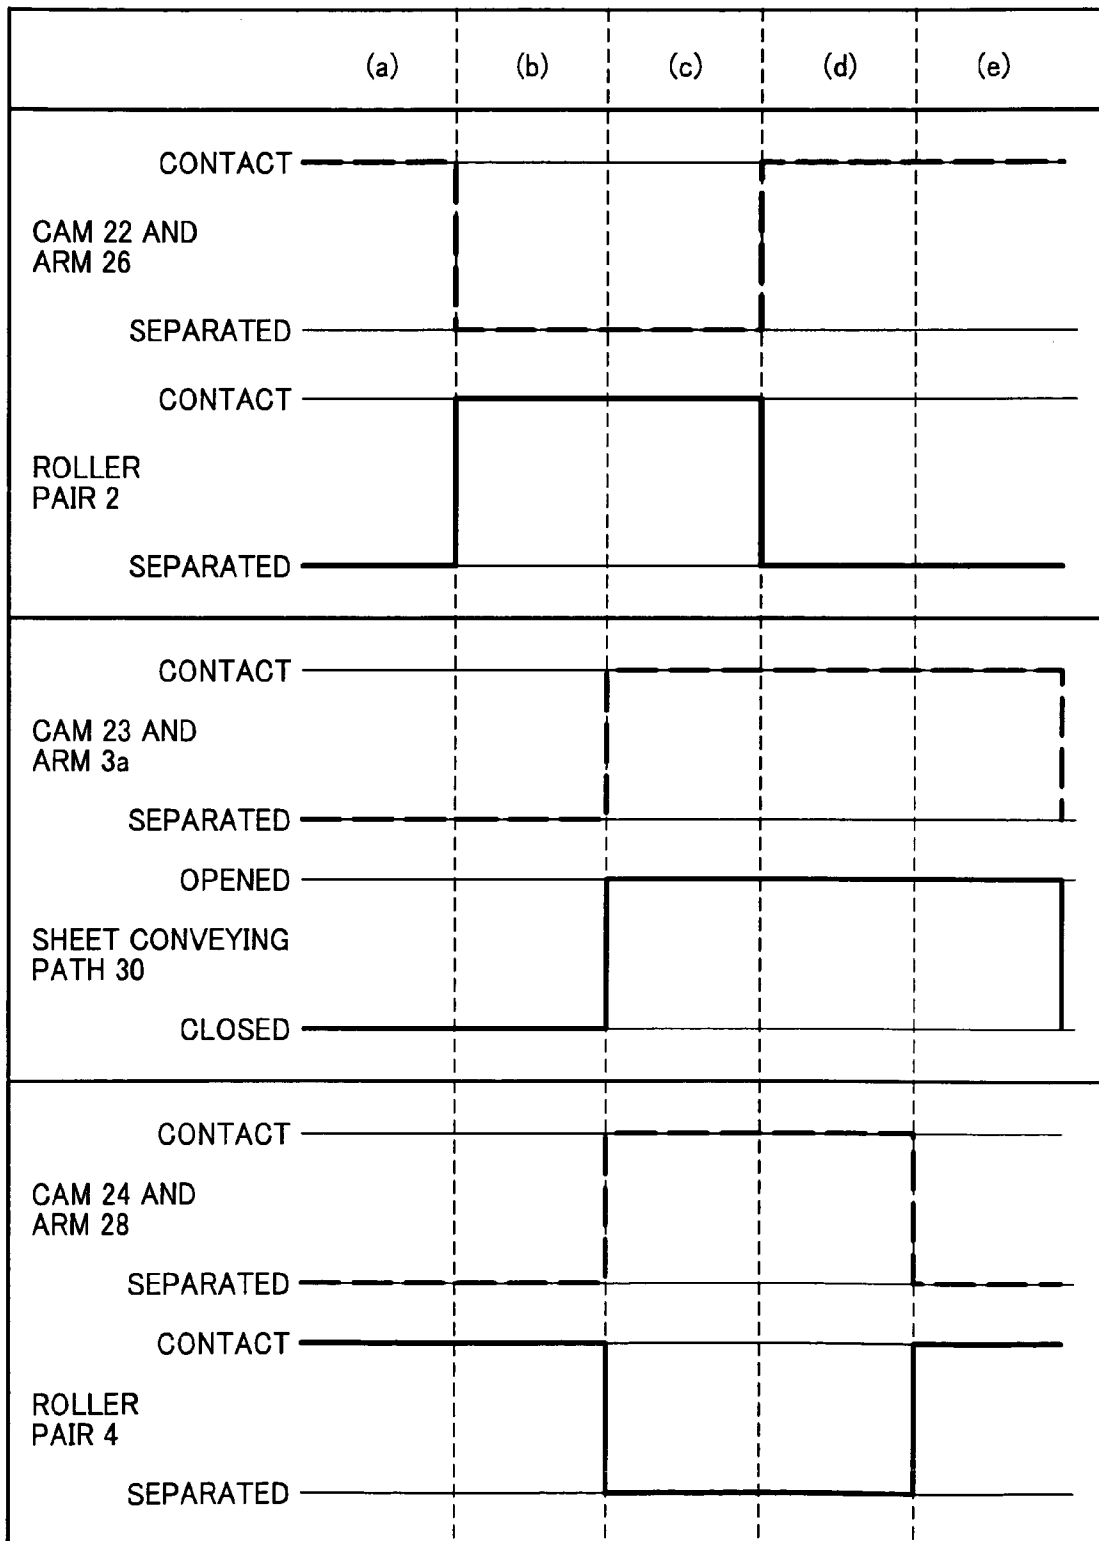 (a) (b) (c) (d) (e)
CONTACT
CAM 22 AND
ARM 26
SEPARATED
CONTACT
ROLLER
PAIR 2
SEPARATED
CONTACT
CAM 23 AND
ARM 3a
SEPARATED
OPENED
SHEET CONVEYING
PATH 30
CLOSED
CONTACT
CAM 24 AND
ARM 28
SEPARATED
CONTACT
ROLLER
PAIR 4
SEPARATED